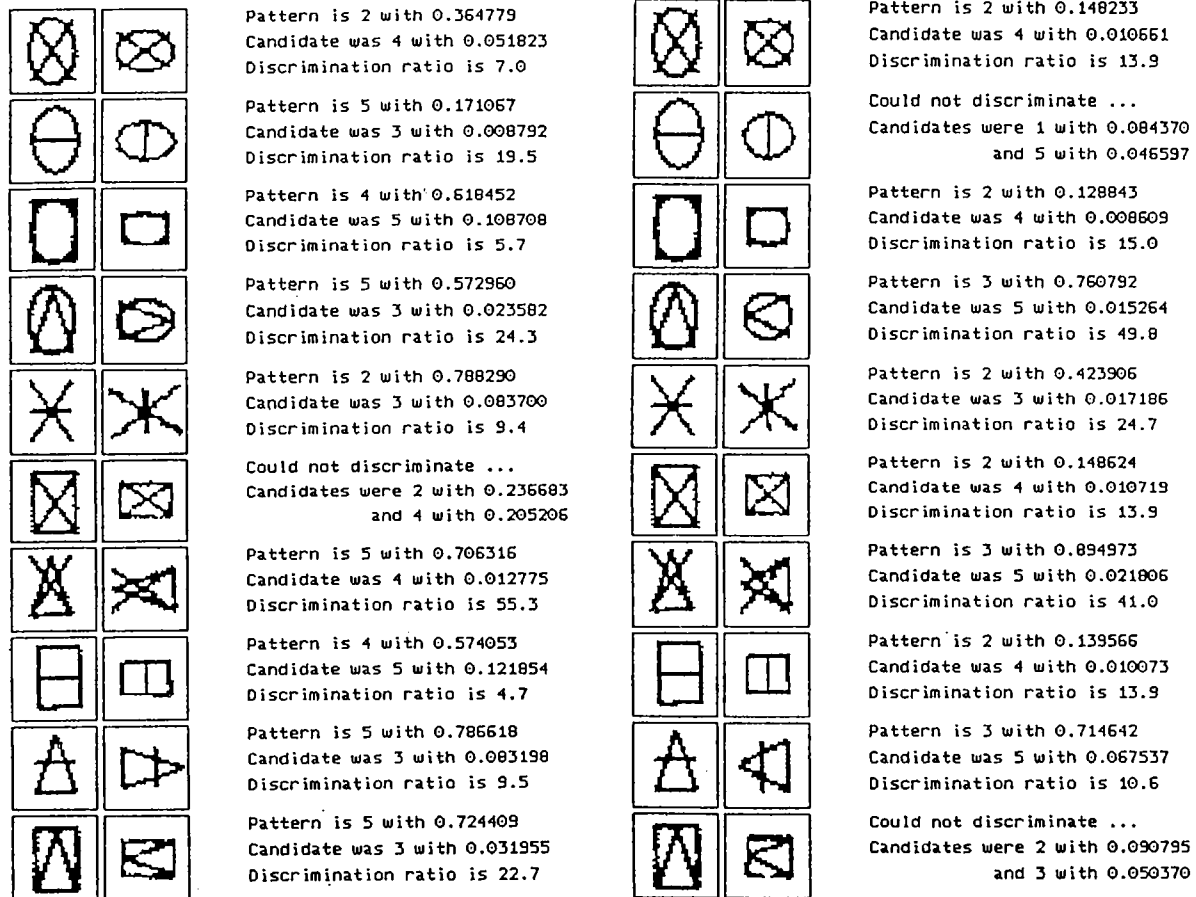 Pattern is 2 with 0.364779
Candidate was 4 with 0.051823
Discrimination ratio is 7.0
Pattern is 5 with 0.171067
Candidate was 3 with 0.008792
Discrimination ratio is 19.5
Pattern is 4 with 0.618452
Candidate was 5 with 0.108708
Discrimination ratio is 5.7
Pattern is 5 with 0.572960
Candidate was 3 with 0.023582
Discrimination ratio is 24.3
Pattern is 2 with 0.788290
Candidate was 3 with 0.083700
Discrimination ratio is 9.4
Could not discriminate ...
Candidates were 2 with 0.236683
and 4 with 0.205206
Pattern is 5 with 0.706316
Candidate was 4 with 0.012775
Discrimination ratio is 55.3
Pattern is 4 with 0.574053
Candidate was 5 with 0.121854
Discrimination ratio is 4.7
Pattern is 5 with 0.786618
Candidate was 3 with 0.083198
Discrimination ratio is 9.5
Pattern is 5 with 0.724409
Candidate was 3 with 0.031955
Discrimination ratio is 22.7
Pattern is 2 with 0.148233
Candidate was 4 with 0.010661
Discrimination ratio is 13.9
Could not discriminate ...
Candidates were 1 with 0.084370
and 5 with 0.046597
Pattern is 2 with 0.128843
Candidate was 4 with 0.008609
Discrimination ratio is 15.0
Pattern is 3 with 0.760792
Candidate was 5 with 0.015264
Discrimination ratio is 49.8
Pattern is 2 with 0.423906
Candidate was 3 with 0.017186
Discrimination ratio is 24.7
Pattern is 2 with 0.148624
Candidate was 4 with 0.010719
Discrimination ratio is 13.9
Pattern is 3 with 0.894973
Candidate was 5 with 0.021806
Discrimination ratio is 41.0
Pattern is 2 with 0.139566
Candidate was 4 with 0.010073
Discrimination ratio is 13.9
Pattern is 3 with 0.714642
Candidate was 5 with 0.067537
Discrimination ratio is 10.6
Could not discriminate ...
Candidates were 2 with 0.090795
and 3 with 0.050370